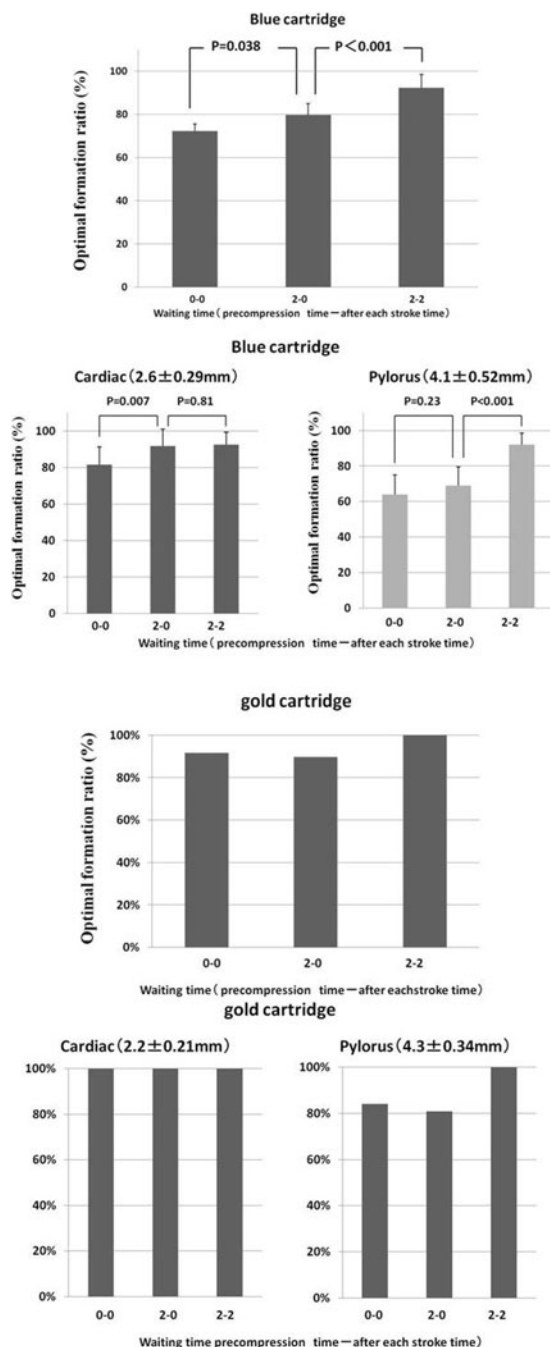 Blue cartridge
P=0.038 P＜0.001
Optimal formation ratio (%)
100
80
60
40
20
0
0-0 2-0 2-2
Waiting time（ precompression time－after each stroke time）
Blue cartridge
Cardiac（2.6±0.29mm） Pylorus（4.1±0.52mm）
P=0.007 P=0.81 P=0.23 P<0.001
Optimal formation ratio (%)
100 100
80 80
60 60
40 40
20 20
0 0
0-0 2-0 2-2 0-0 2-0 2-2
Waiting time（ precompression time－after each stroke time）
gold cartridge
Optimal formation ratio (%)
100%
80%
60%
40%
20%
0%
0-0 2-0 2-2
Waiting time （precompression time－after eachstroke time）
gold cartridge
Cardiac（2.2±0.21mm） Pylorus（4.3±0.34mm）
100% 100%
80% 80%
60% 60%
40% 40%
20% 20%
0% 0%
0-0 2-0 2-2 0-0 2-0 2-2
Waiting time precompression time－after each stroke time）